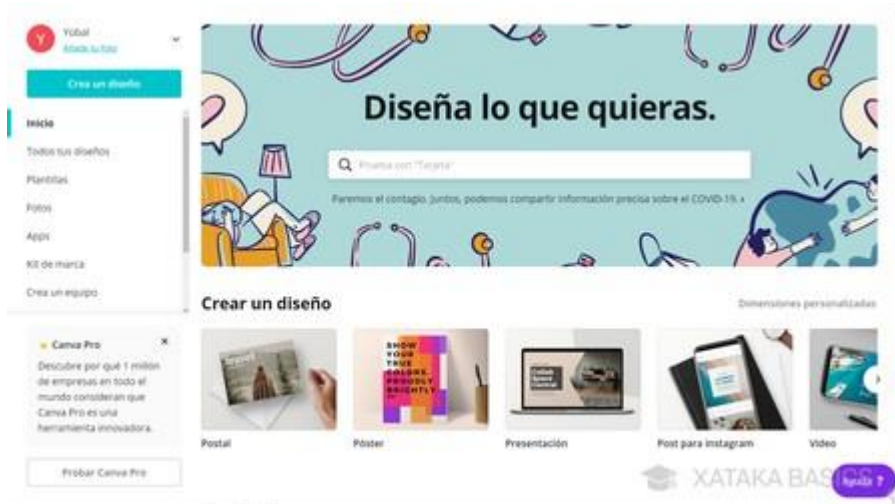 Y
Yúbal
Añade tu foto
Crea un diseño
Inicio
Todos tus diseños
Plantillas
Fotos
Apps
Kit de marca
Crea un equipo
Canva Pro
Descubre por qué 1 millón
de empresas en todo el
mundo consideran que
Canva Pro es una
herramienta innovadora.
Probar Canva Pro
Diseña lo que quieras.
Prueba con "Tarjeta"
Paremos el contagio. Juntos, podemos compartir información precisa sobre el COVID-19.
Crear un diseño
Dimensiones personalizadas
SHOW
YOUR
TRUE
COLORS.
PROUDLY
BRIGHTLY
Postal
Póster
Presentación
Post para Instagram
Video
XATAKA BASICS
Ayuda ?